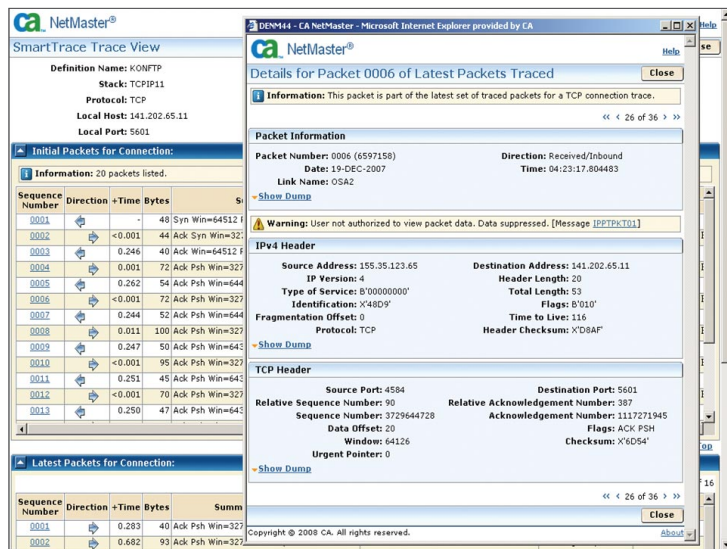 ca NetMaster®
SmartTrace Trace View
Definition Name: KONFTP
Stack: TCPIP11
Protocol: TCP
Local Host: 141.202.65.11
Local Port: 5601
Initial Packets for Connection:
Information: 20 packets listed.
Sequence Number Direction +Time Bytes
0001 - 48 Syn Win=64512
0002 <0.001 44 Ack Syn Win=32
0003 0.246 40 Ack Win=64512
0004 0.001 72 Ack Psh Win=327
0005 0.262 54 Ack Psh Win=644
0006 <0.001 72 Ack Psh Win=327
0007 0.244 52 Ack Psh Win=644
0008 0.011 100 Ack Psh Win=327
0009 0.247 50 Ack Psh Win=643
0010 <0.001 95 Ack Psh Win=327
0011 0.251 45 Ack Psh Win=643
0012 <0.001 70 Ack Psh Win=327
0013 0.250 47 Ack Psh Win=643
Latest Packets for Connection:
Sequence Number Direction +Time Bytes Summ
0001 0.283 40 Ack Psh Win=327
0002 0.682 93 Ack Psh Win=327
Help
DENM44 - CA NetMaster - Microsoft Internet Explorer provided by CA
ca NetMaster®
Help
Details for Packet 0006 of Latest Packets Traced Close
Information: This packet is part of the latest set of traced packets for a TCP connection trace.
« < 26 of 36 > »
Packet Information
Packet Number: 0006 (6597158) Direction: Received/Inbound
Date: 19-DEC-2007 Time: 04:23:17.804483
Link Name: OSA2
Show Dump
Warning: User not authorized to view packet data. Data suppressed. [Message IPPTPKT01]
IPv4 Header
Source Address: 155.35.123.65 Destination Address: 141.202.65.11
IP Version: 4 Header Length: 20
Type of Service: B'00000000' Total Length: 53
Identification: X'48D9' Flags: B'010'
Fragmentation Offset: 0 Time to Live: 116
Protocol: TCP Header Checksum: X'D8AF'
Show Dump
TCP Header
Source Port: 4584 Destination Port: 5601
Relative Sequence Number: 90 Relative Acknowledgement Number: 387
Sequence Number: 3729644728 Acknowledgement Number: 1117271945
Data Offset: 20 Flags: ACK PSH
Window: 64126 Checksum: X'6D54'
Urgent Pointer: 0
Show Dump
« < 26 of 36 > »
Close
Copyright © 2008 CA. All rights reserved. About